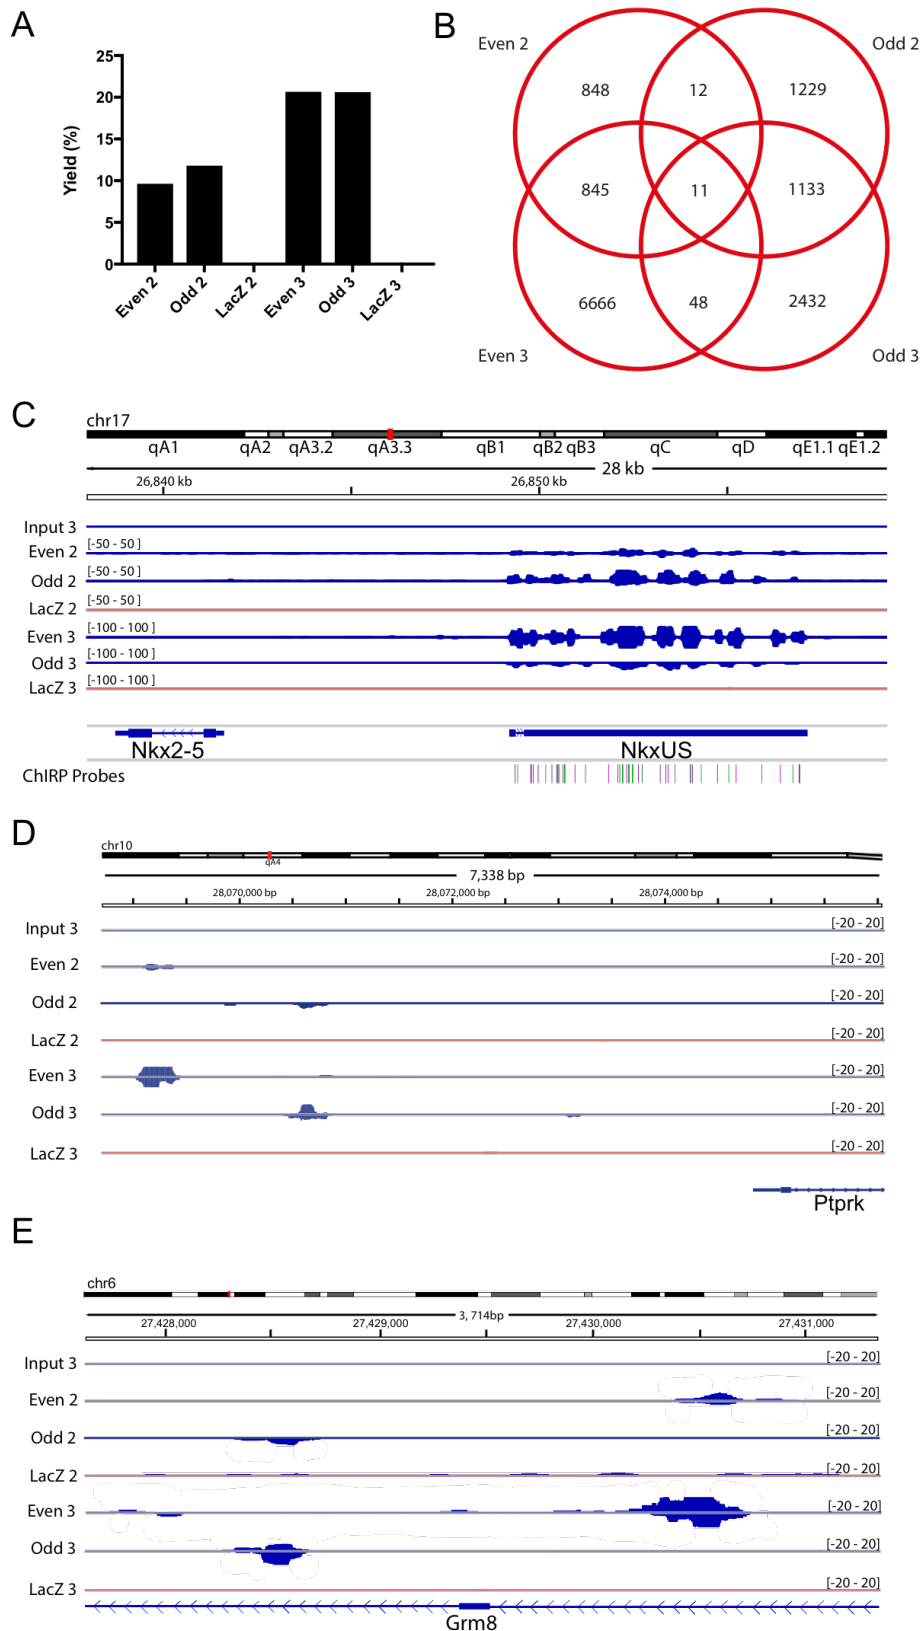 A
25
20
15
10
5
0
Yield (%)
Even 2
Odd 2
LacZ 2
Even 3
Odd 3
LacZ 3
B
Even 2
Odd 2
848
12
1229
845
11
1133
6666
48
2432
Even 3
Odd 3
C
chr17
qA1 qA2 qA3.2 qA3.3 qB1 qB2 qB3 qC qD qE1.1 qE1.2
28 kb
26,840 kb 26,850 kb
Input 3
Even 2 [-50 - 50 ]
Odd 2 [-50 - 50 ]
LacZ 2 [-50 - 50 ]
Even 3 [-100 - 100 ]
Odd 3 [-100 - 100 ]
LacZ 3 [-100 - 100 ]
Nkx2-5 NkxUS
ChIRP Probes
D
chr10
qA4
7,338 bp
28,070,000 bp 28,072,000 bp 28,074,000 bp
Input 3 [-20 - 20]
Even 2 [-20 - 20]
Odd 2 [-20 - 20]
LacZ 2 [-20 - 20]
Even 3 [-20 - 20]
Odd 3 [-20 - 20]
LacZ 3 [-20 - 20]
Ptprk
E
chr6
3, 714bp
27,428,000 27,429,000 27,430,000 27,431,000
Input 3 [-20 - 20]
Even 2 [-20 - 20]
Odd 2 [-20 - 20]
LacZ 2 [-20 - 20]
Even 3 [-20 - 20]
Odd 3 [-20 - 20]
LacZ 3 [-20 - 20]
Grm8